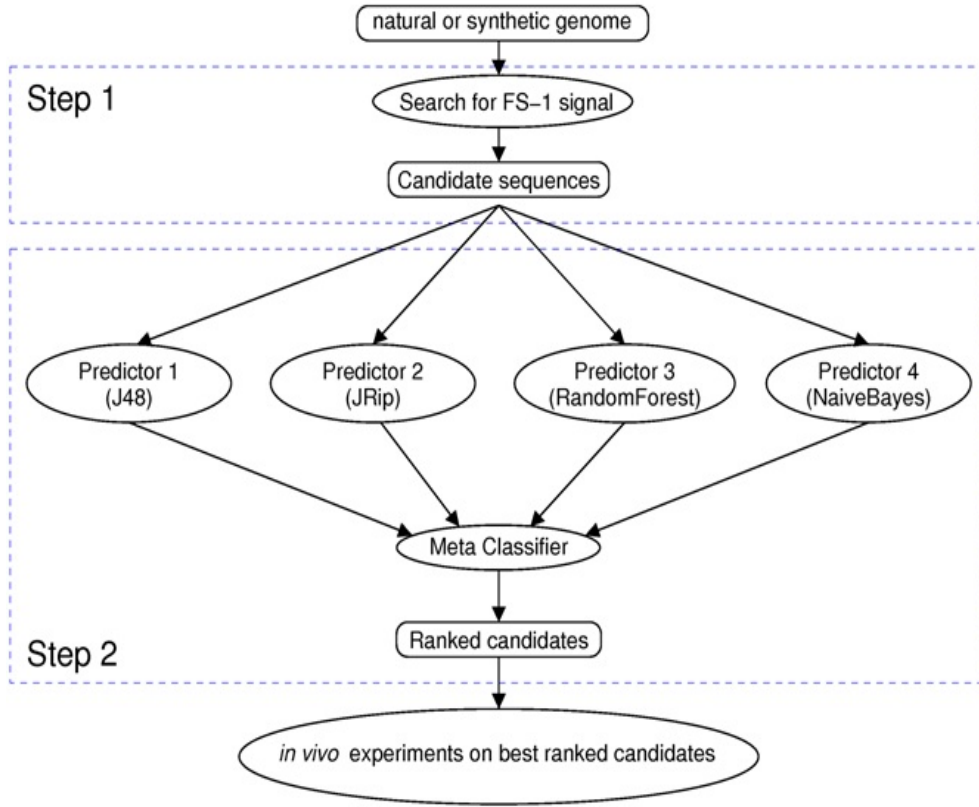 natural or synthetic genome
Step 1
Search for FS−1 signal
Candidate sequences
Predictor 1
(J48)
Predictor 2
(JRip)
Predictor 3
(RandomForest)
Predictor 4
(NaiveBayes)
Meta Classifier
Ranked candidates
Step 2
in vivo experiments on best ranked candidates